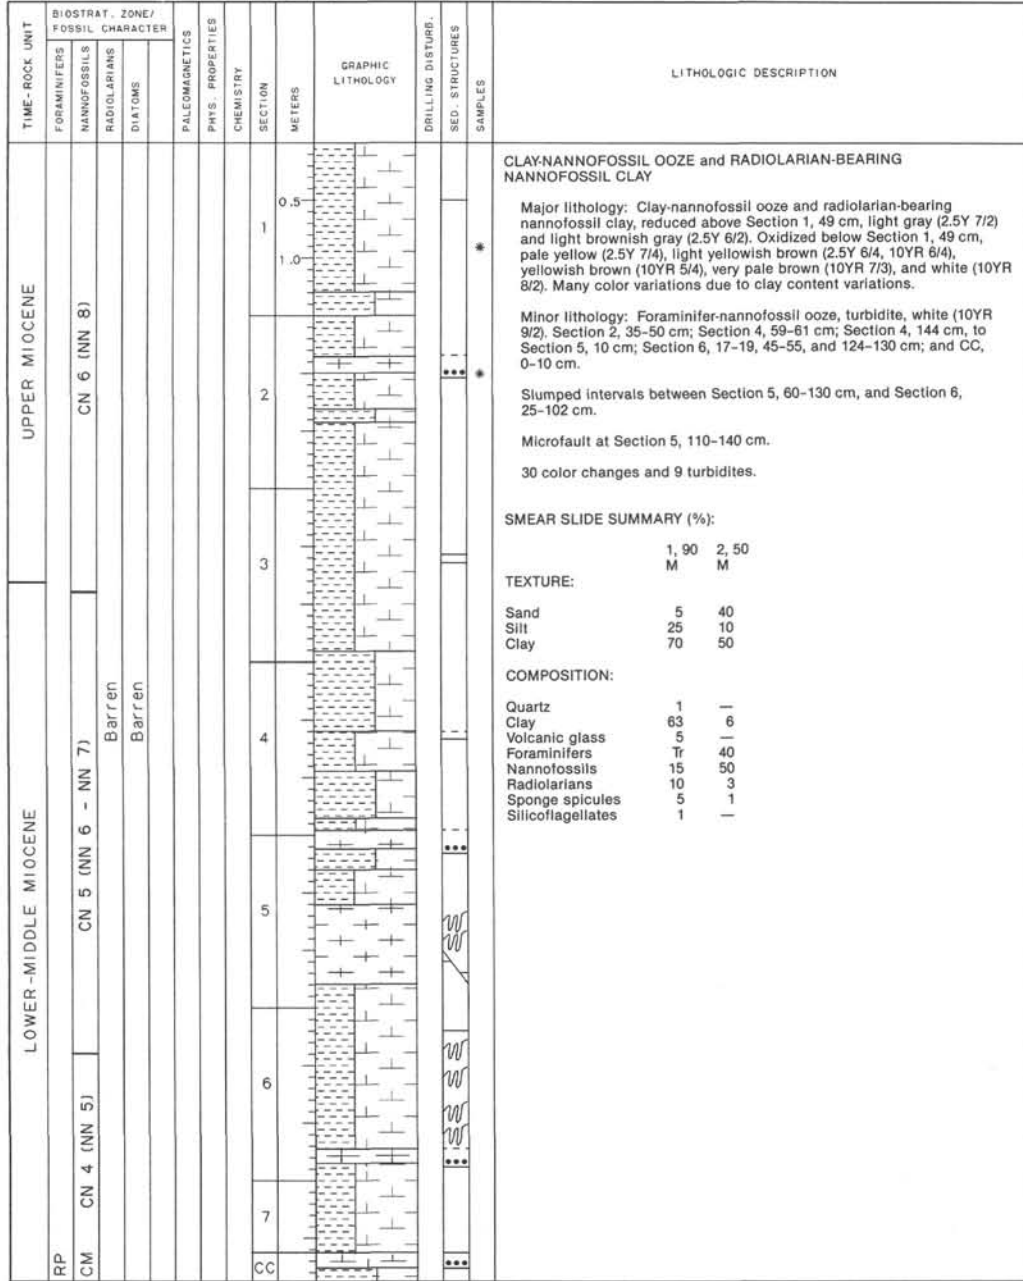 TIME-ROCK UNIT
BIOSTRAT. ZONE/
FOSSIL CHARACTER
FORAMINIFERS
NANNOFOSSILS
RADIOLARIANS
DIATOMS
PALEOMAGNETICS
PHYS. PROPERTIES
CHEMISTRY
SECTION
METERS
GRAPHIC
LITHOLOGY
DRILLING DISTURB.
SED. STRUCTURES
SAMPLES
LITHOLOGIC DESCRIPTION
UPPER MIOCENE
LOWER-MIDDLE MIOCENE
RP
CN 6 (NN 8)
CN 5 (NN 6 - NN 7)
CN 4 (NN 5)
CM
Barren
Barren
1
2
3
4
5
6
7
CC
0.5
1.0
*
*
CLAY-NANNOFOSSIL OOZE and RADIOLARIAN-BEARING
NANNOFOSSIL CLAY
Major lithology: Clay-nannofossil ooze and radiolarian-bearing
nannofossil clay, reduced above Section 1, 49 cm, light gray (2.5Y 7/2)
and light brownish gray (2.5Y 6/2). Oxidized below Section 1, 49 cm,
pale yellow (2.5Y 7/4), light yellowish brown (2.5Y 6/4, 10YR 6/4),
yellowish brown (10YR 5/4), very pale brown (10YR 7/3), and white (10YR
8/2). Many color variations due to clay content variations.
Minor lithology: Foraminifer-nannofossil ooze, turbidite, white (10YR
9/2). Section 2, 35–50 cm; Section 4, 59–61 cm; Section 4, 144 cm, to
Section 5, 10 cm; Section 6, 17–19, 45–55, and 124–130 cm; and CC,
0–10 cm.
Slumped intervals between Section 5, 60–130 cm, and Section 6,
25–102 cm.
Microfault at Section 5, 110–140 cm.
30 color changes and 9 turbidites.
SMEAR SLIDE SUMMARY (%):
1, 90 2, 50
M M
TEXTURE:
Sand 5 40
Silt 25 10
Clay 70 50
COMPOSITION:
Quartz 1 —
Clay 63 6
Volcanic glass 5 —
Foraminifers Tr 40
Nannofossils 15 50
Radiolarians 10 3
Sponge spicules 5 1
Silicoflagellates 1 —